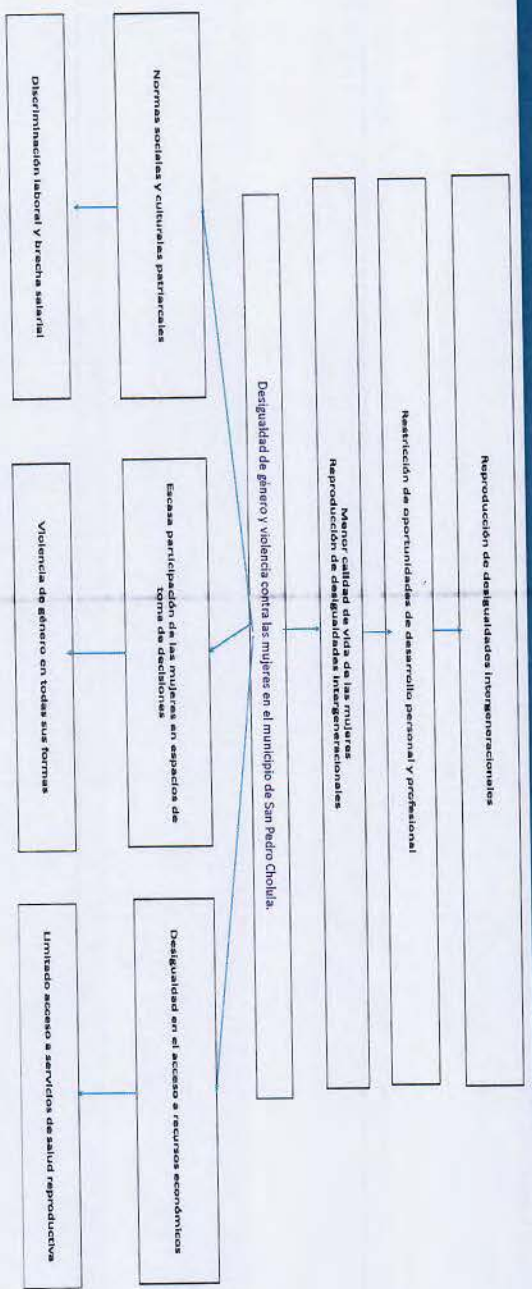 Reproducción de desigualdades intergeneracionales
Restricción de oportunidades de desarrollo personal y profesional
Menor calidad de vida de las mujeres
Reproducción de desigualdades intergeneracionales
Desigualdad de género y violencia contra las mujeres en el municipio de San Pedro Cholula.
Normas sociales y culturales patriarcales
Escasa participación de las mujeres en espacios de
toma de decisiones
Desigualdad en el acceso a recursos económicos
Discriminación laboral y brecha salarial
Violencia de género en todas sus formas
Limitado acceso a servicios de salud reproductiva